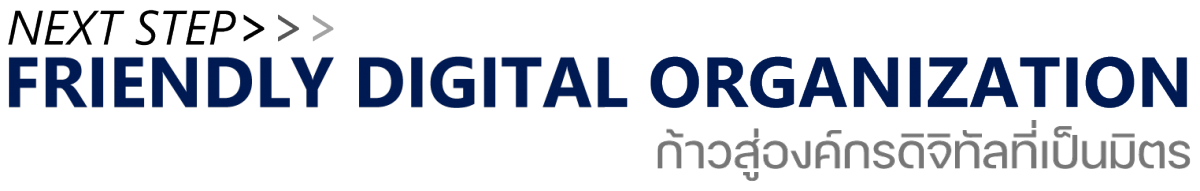 NEXT STEP>>>
FRIENDLY DIGITAL ORGANIZATION
ก้าวสู่องค์กรดิจิทัลที่เป็นมิตร